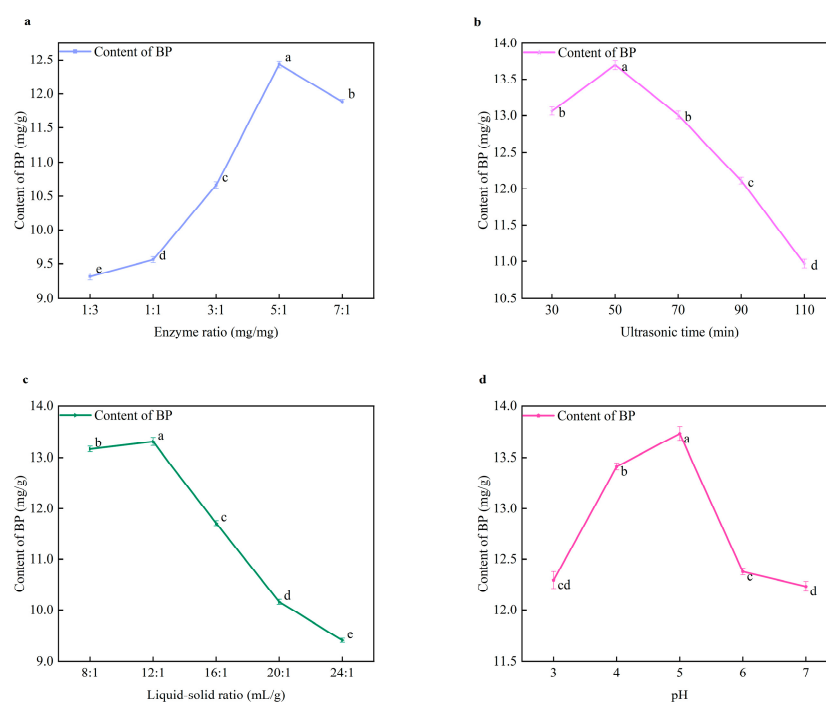 a
Content of BP
12.5
12.0
11.5
11.0
10.5
10.0
9.5
9.0
Content of BP (mg/g)
e
d
c
a
b
1:3 1:1 3:1 5:1 7:1
Enzyme ratio (mg/mg)
b
Content of BP
14.0
13.5
13.0
12.5
12.0
11.5
11.0
10.5
Content of BP (mg/g)
b
a
b
c
d
30 50 70 90 110
Ultrasonic time (min)
c
Content of BP
14.0
13.0
12.0
11.0
10.0
9.0
Content of BP (mg/g)
b
a
c
d
e
8:1 12:1 16:1 20:1 24:1
Liquid-solid ratio (mL/g)
d
Content of BP
14.0
13.5
13.0
12.5
12.0
11.5
Content of BP (mg/g)
cd
b
a
c
d
3 4 5 6 7
pH